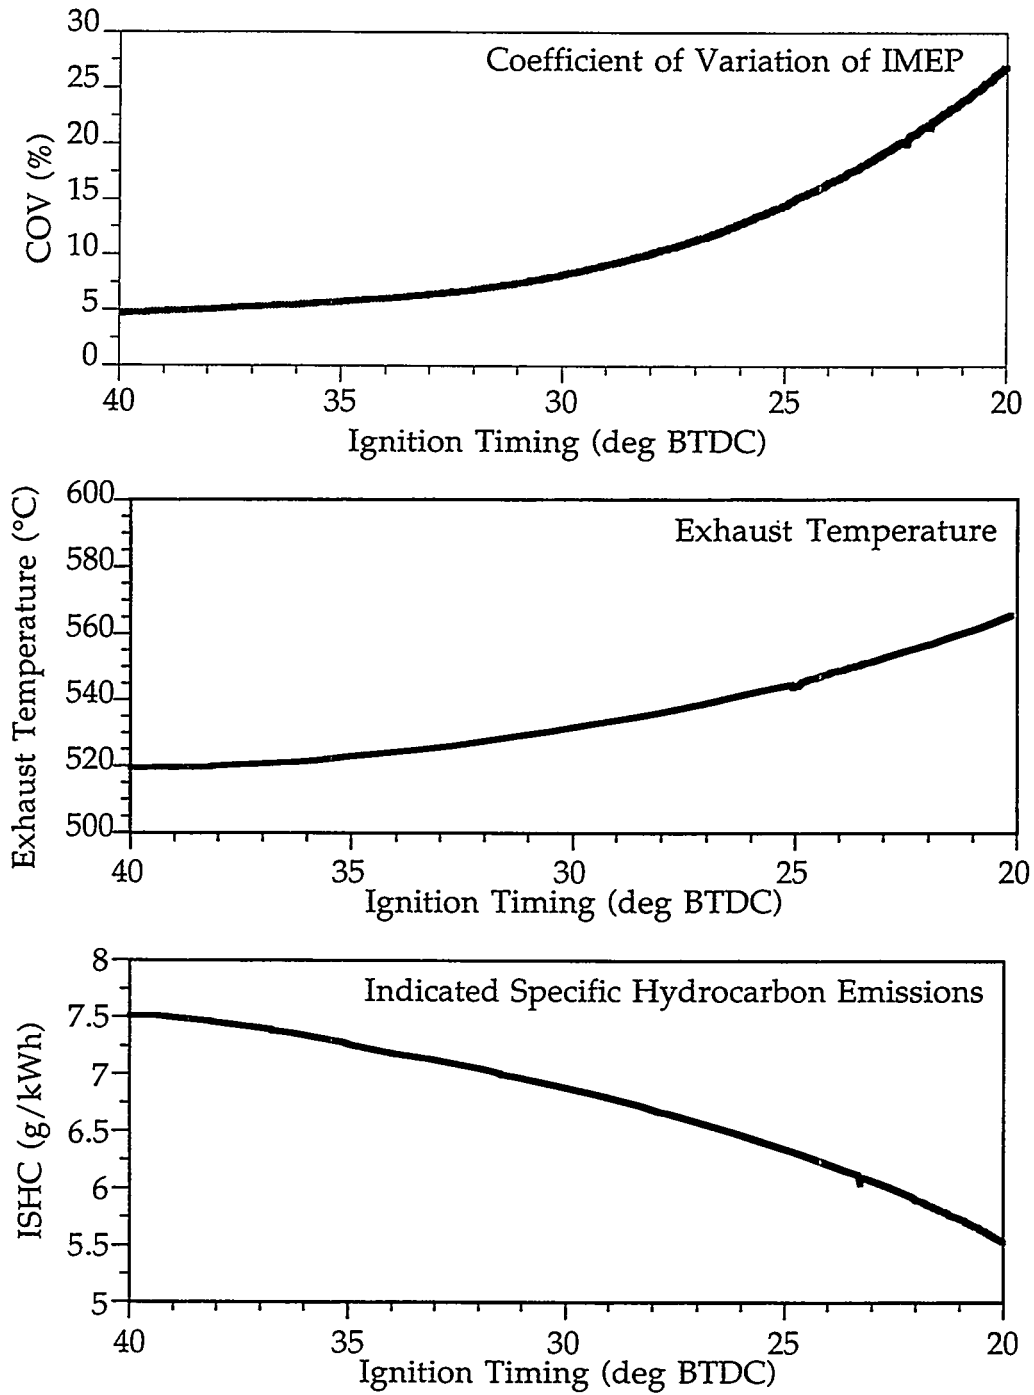 30
Coefficient of Variation of IMEP
25
20
15
10
5
0
COV (%)
40 35 30 25 20
Ignition Timing (deg BTDC)
600
Exhaust Temperature
580
560
540
520
500
Exhaust Temperature (°C)
40 35 30 25 20
Ignition Timing (deg BTDC)
8
Indicated Specific Hydrocarbon Emissions
7.5
7
6.5
6
5.5
5
ISHC (g/kWh)
40 35 30 25 20
Ignition Timing (deg BTDC)